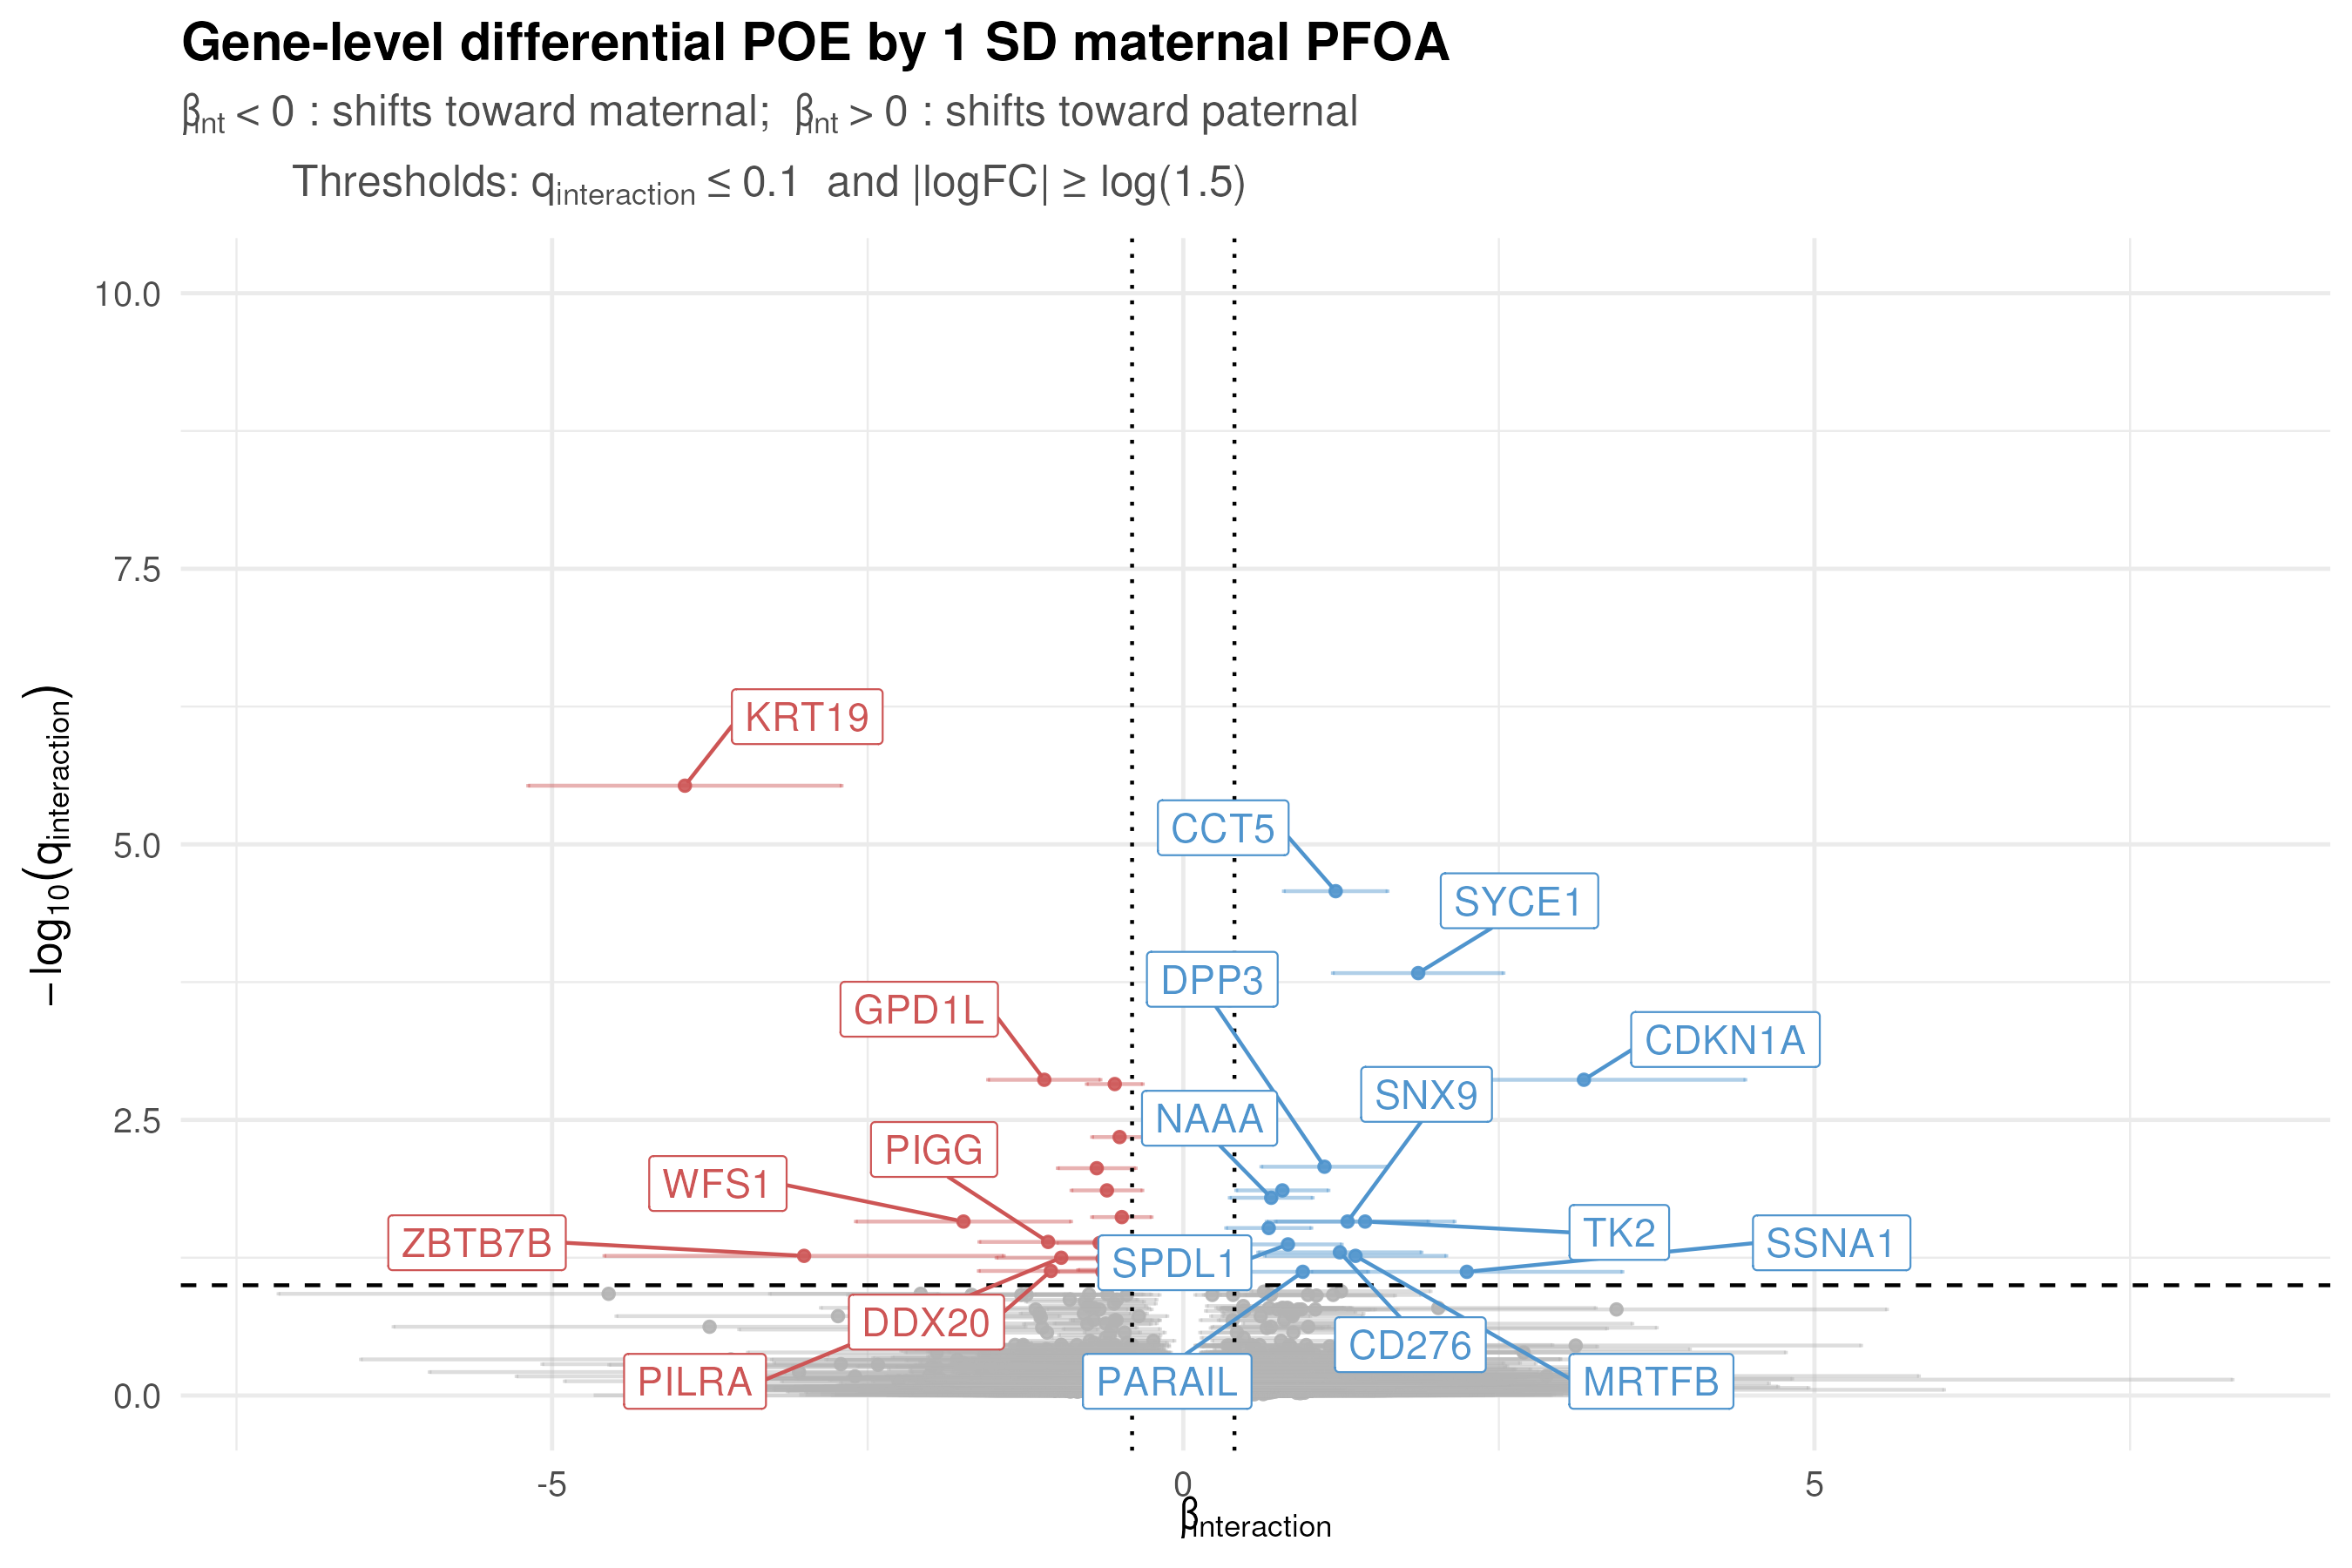 Gene-level differential POE by 1 SD maternal PFOA
βint < 0 : shifts toward maternal; βint > 0 : shifts toward paternal
Thresholds: qinteraction ≤ 0.1 and |logFC| ≥ log(1.5)
10.0
7.5
5.0
2.5
0.0
−log10(qinteraction)
KRT19
CCT5
SYCE1
DPP3
GPD1L
CDKN1A
SNX9
NAAA
PIGG
WFS1
TK2
SSNA1
ZBTB7B
SPDL1
DDX20
CD276
PILRA
PARAIL
MRTFB
-5
0
5
βinteraction